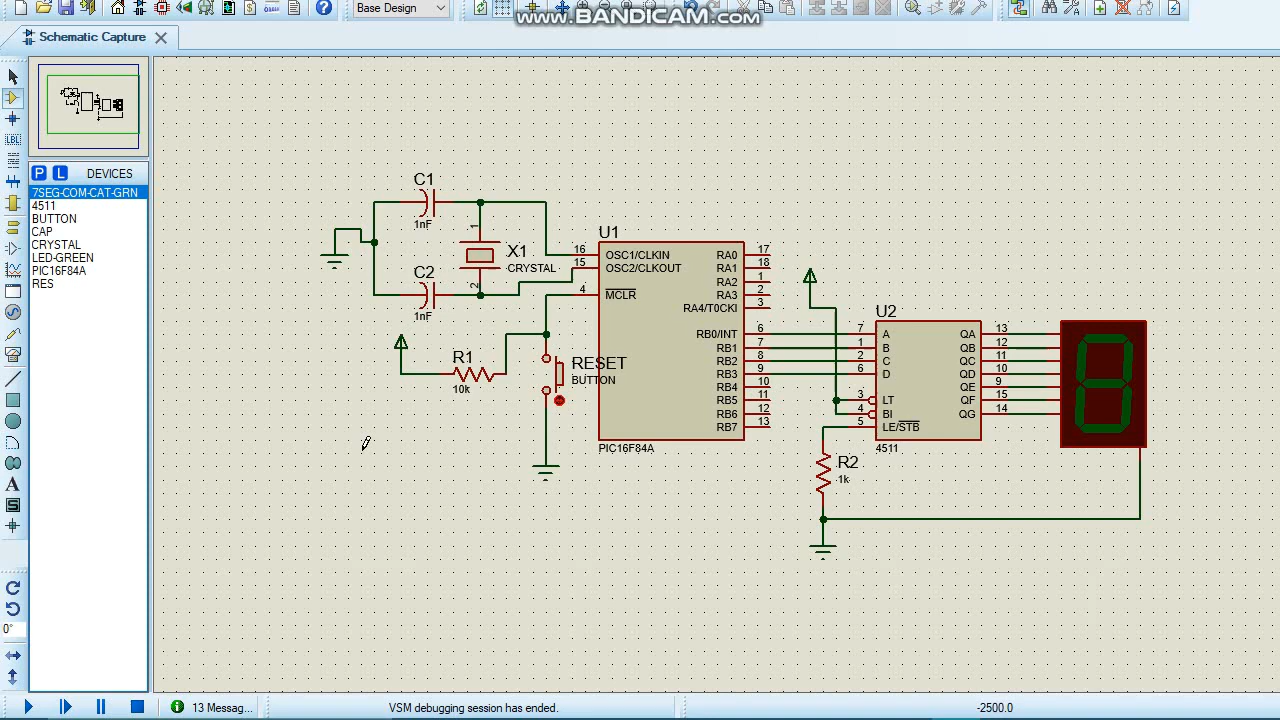 Base Design
www.BANDICAM.com
Schematic Capture
P L DEVICES
7SEG-COM-CAT-GRN
4511
BUTTON
CAP
CRYSTAL
LED-GREEN
PIC16F84A
RES
LBL
A
S
0°
C1
1nF
1
X1
CRYSTAL
2
C2
1nF
R1
10k
RESET
BUTTON
U1
16 OSC1/CLKIN RA0 17
15 OSC2/CLKOUT RA1 18
RA2 1
4 MCLR RA3 2
RA4/T0CKI 3
RB0/INT 6
RB1 7
RB2 8
RB3 9
RB4 10
RB5 11
RB6 12
RB7 13
PIC16F84A
U2
7 A QA 13
1 B QB 12
2 C QC 11
6 D QD 10
QE 9
3 LT QF 15
4 BI QG 14
5 LE/STB
4511
R2
1k
13 Messag...
VSM debugging session has ended.
-2500.0